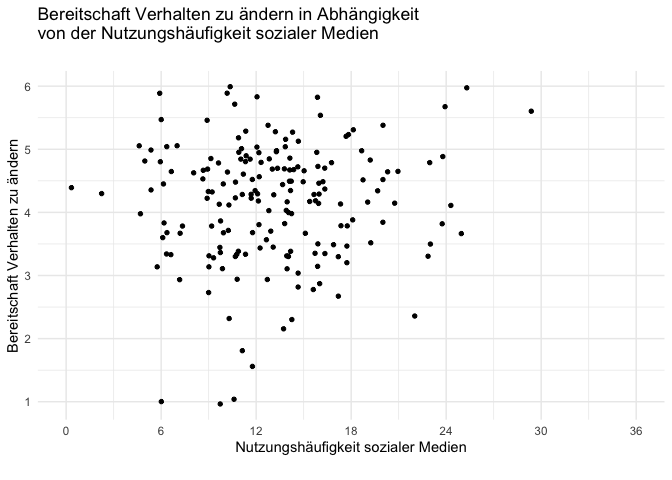 Bereitschaft Verhalten zu ändern in Abhängigkeit
von der Nutzungshäufigkeit sozialer Medien
Bereitschaft Verhalten zu ändern
6
5
4
3
2
1
0 6 12 18 24 30 36
Nutzungshäufigkeit sozialer Medien